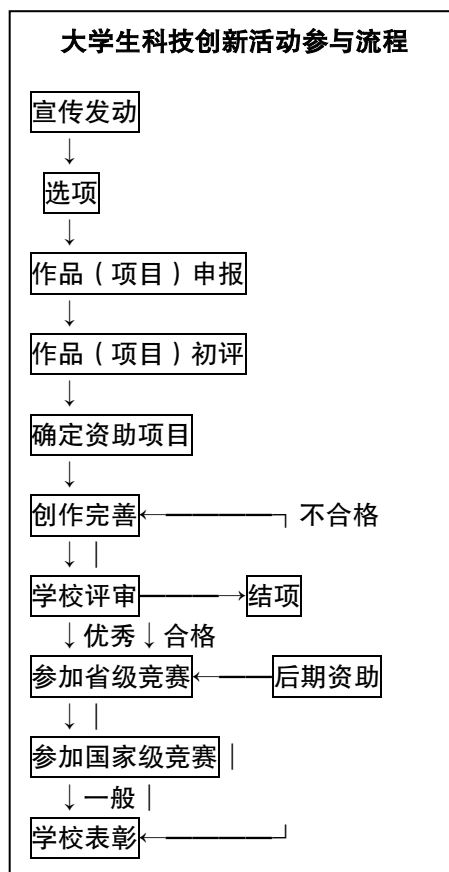 大学生科技创新活动参与流程
宣传发动
↓
选项
↓
作品（项目）申报
↓
作品（项目）初评
↓
确定资助项目
↓
创作完善←———┐ 不合格
↓｜
学校评审———→结项
↓优秀↓合格
参加省级竞赛←——后期资助
↓｜
参加国家级竞赛｜
↓一般｜
学校表彰←———┘